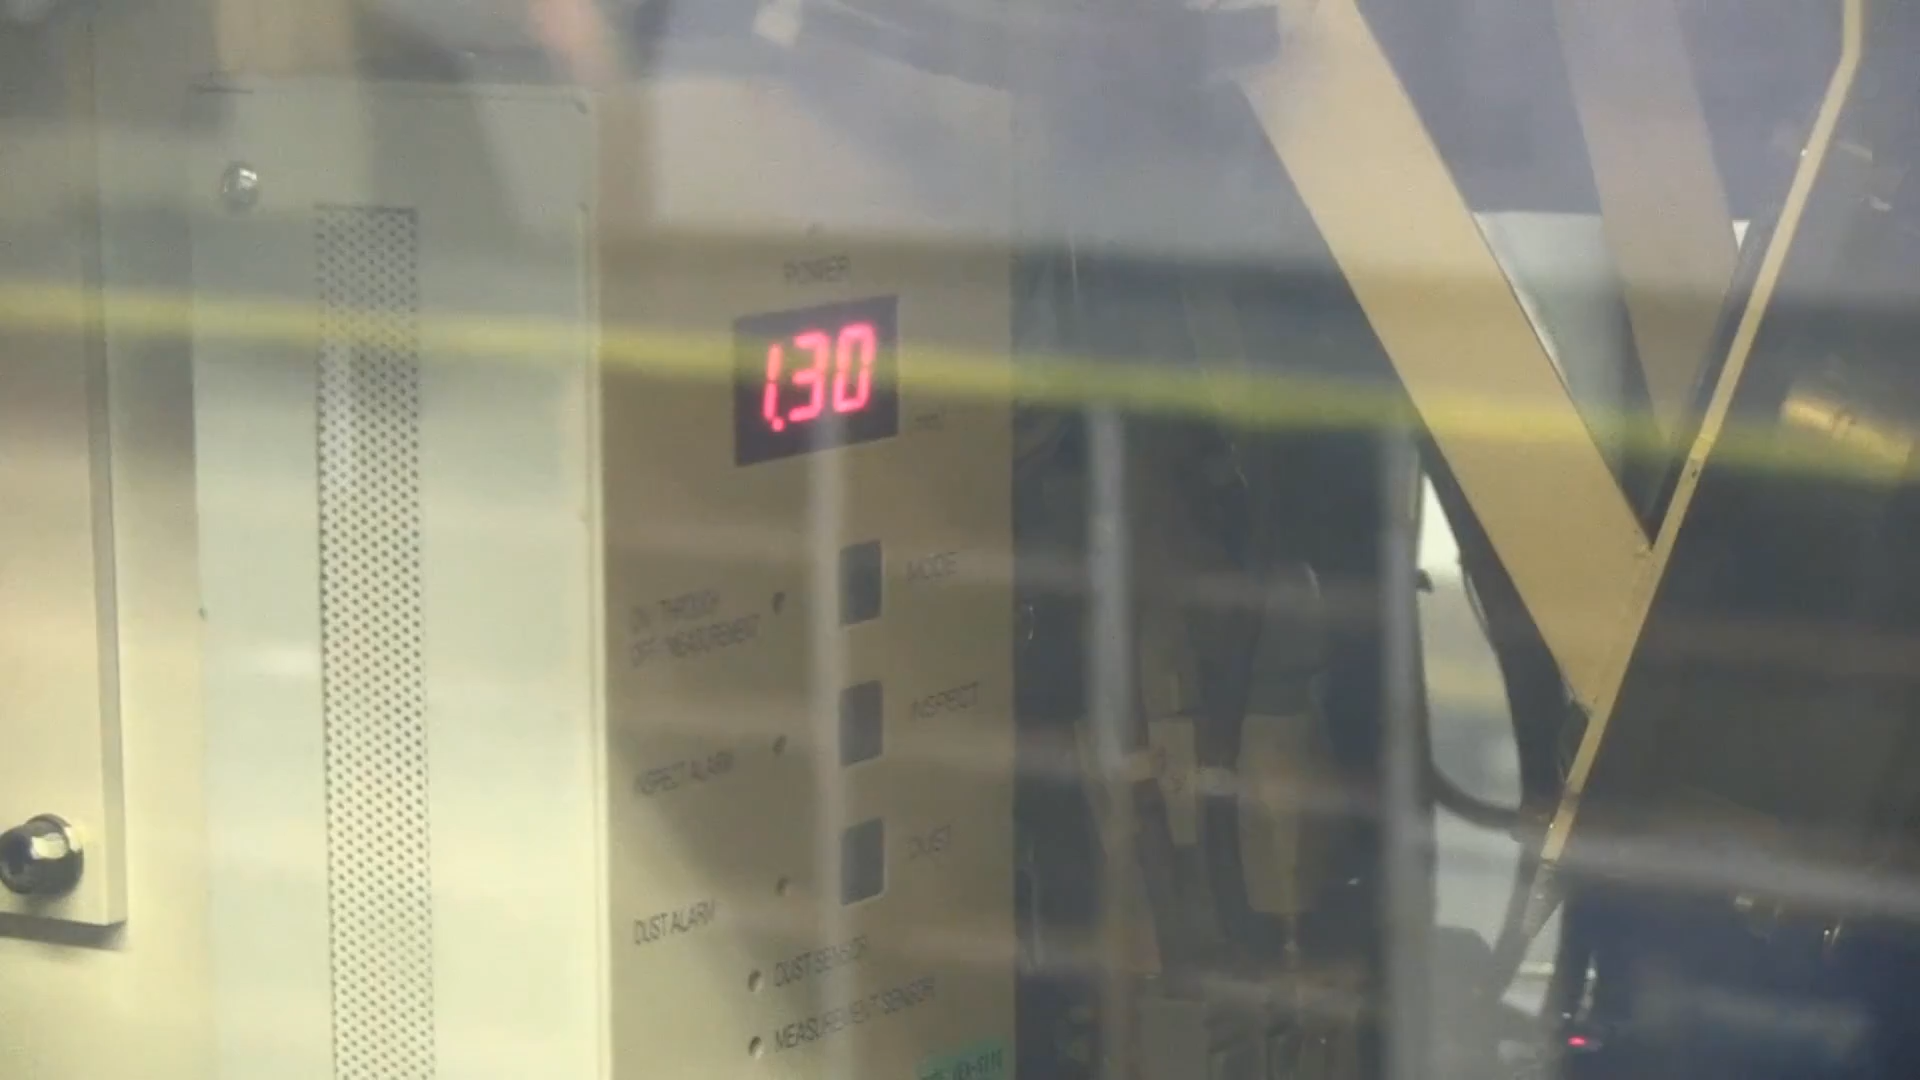 POWER
1.30
MODE
ON: THROUGH
OFF: MEASUREMENT
INSPECT
INSPECT ALARM
DUST
DUST ALARM
DUST SENSOR
MEASUREMENT SENSOR